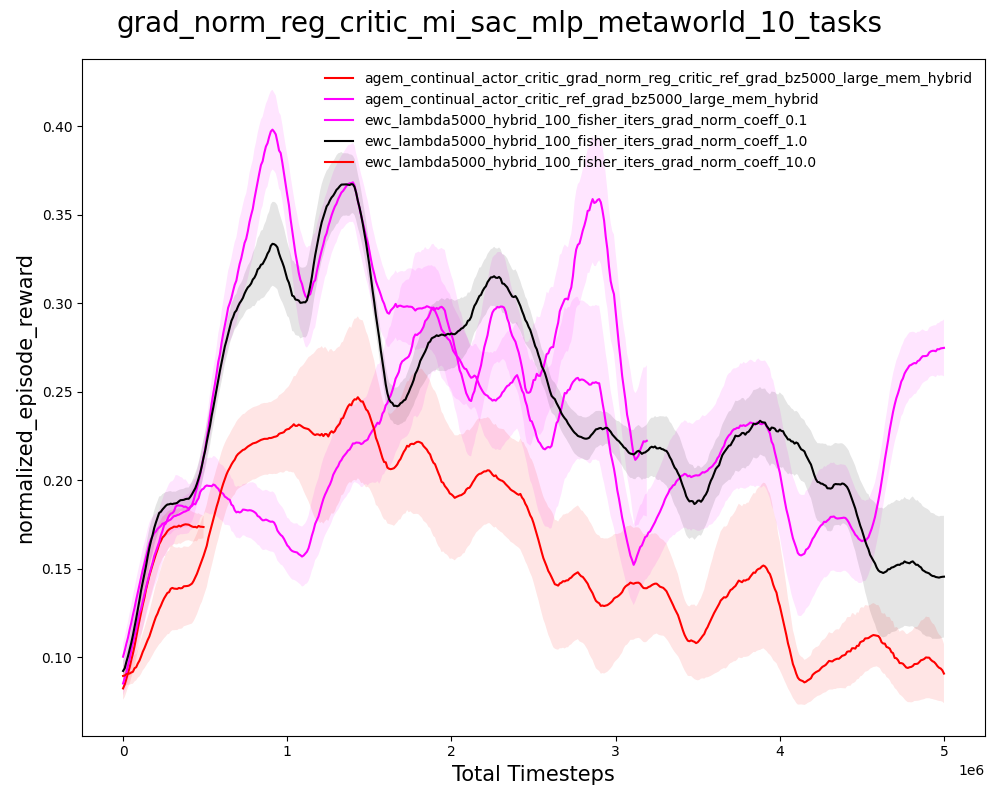 grad_norm_reg_critic_mi_sac_mlp_metaworld_10_tasks
agem_continual_actor_critic_grad_norm_reg_critic_ref_grad_bz5000_large_mem_hybrid
agem_continual_actor_critic_ref_grad_bz5000_large_mem_hybrid
ewc_lambda5000_hybrid_100_fisher_iters_grad_norm_coeff_0.1
ewc_lambda5000_hybrid_100_fisher_iters_grad_norm_coeff_1.0
ewc_lambda5000_hybrid_100_fisher_iters_grad_norm_coeff_10.0
normalized_episode_reward
0.40
0.35
0.30
0.25
0.20
0.15
0.10
0 1 2 3 4 5
1e6
Total Timesteps